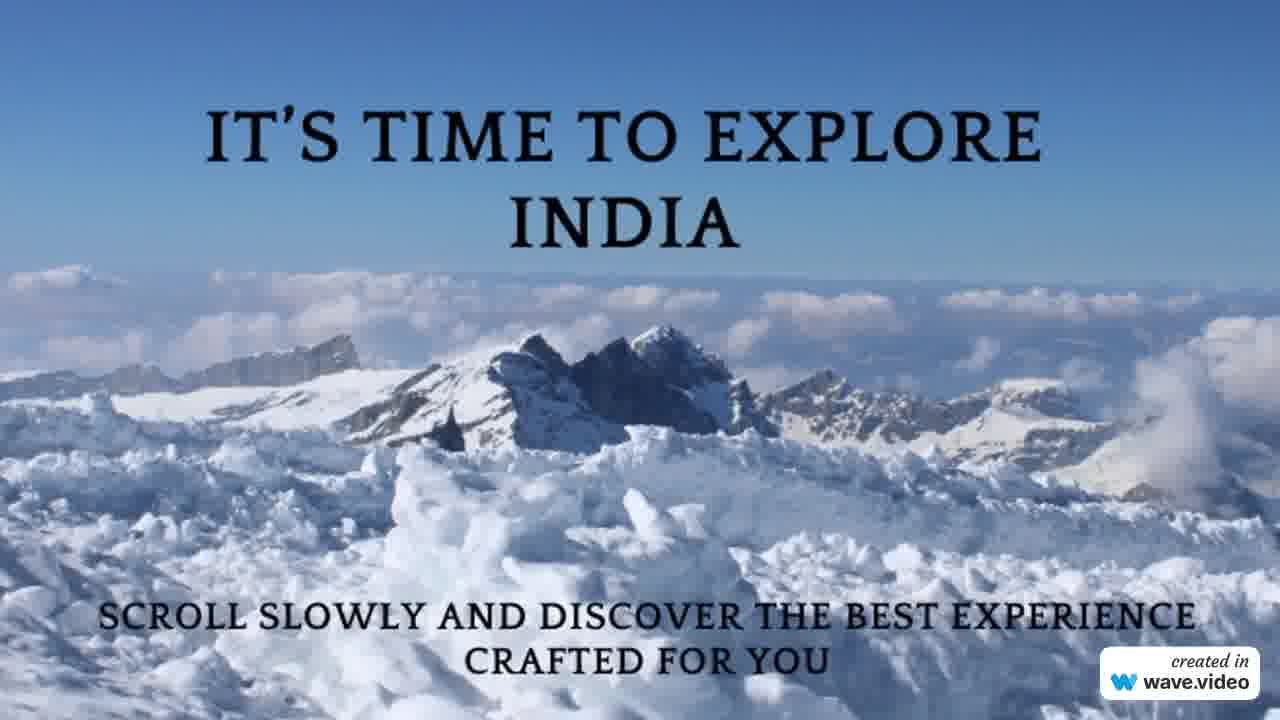 IT’S TIME TO EXPLORE
INDIA
SCROLL SLOWLY AND DISCOVER THE BEST EXPERIENCE
CRAFTED FOR YOU
created in
wave.video